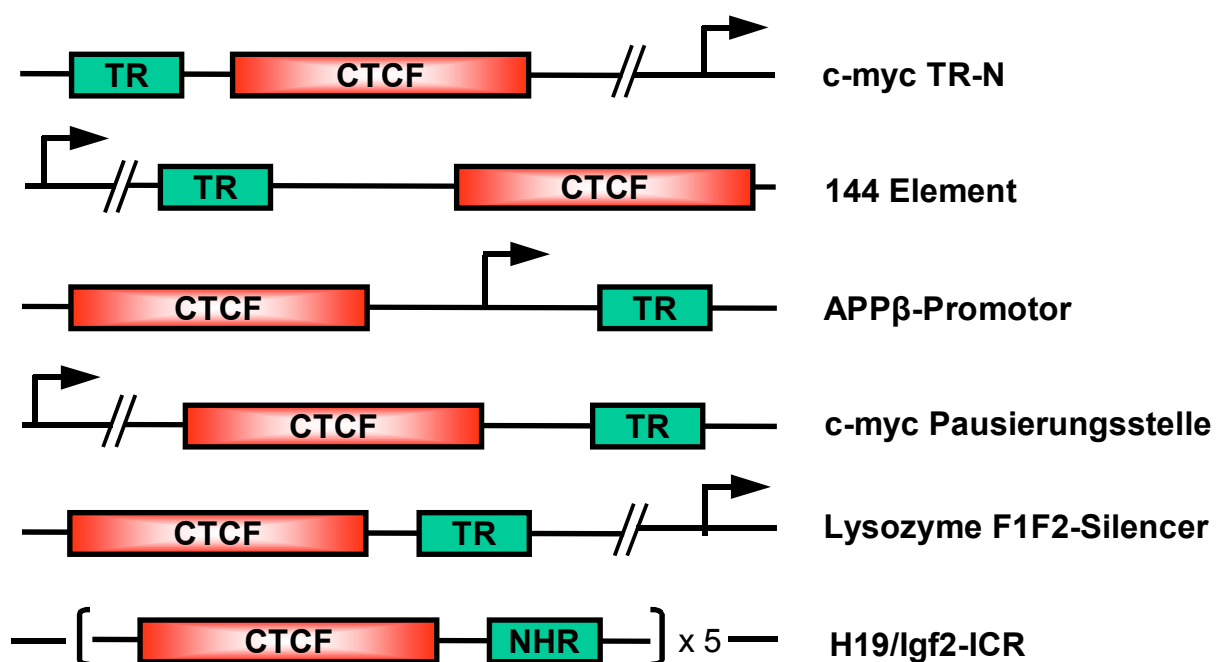 TR CTCF c-myc TR-N
TR CTCF 144 Element
CTCF TR APPβ-Promotor
CTCF TR c-myc Pausierungsstelle
CTCF TR Lysozyme F1F2-Silencer
[ CTCF NHR ] x 5 H19/Igf2-ICR